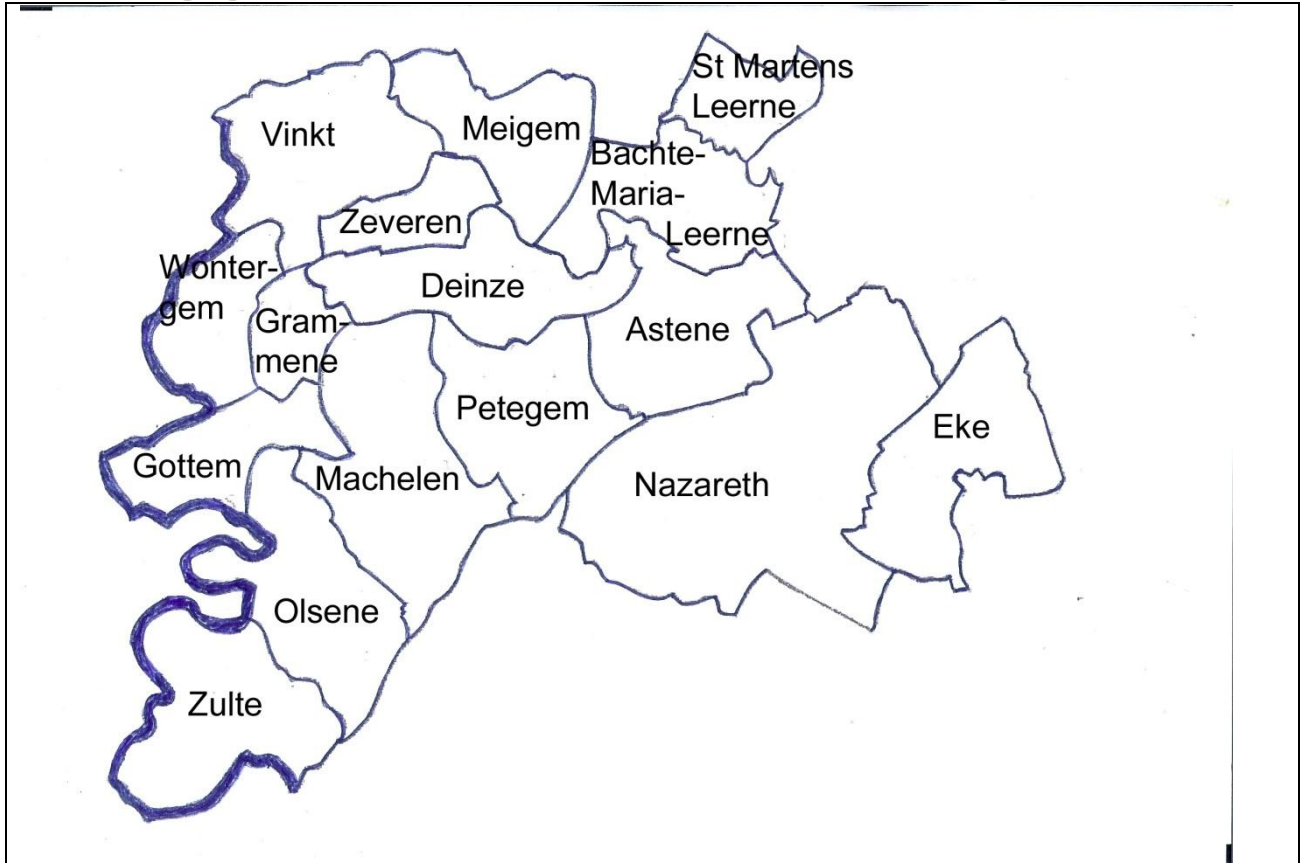 St Martens
Leerne
Vinkt
Meigem
Bachte-
Maria-
Leerne
Zeveren
Wonter-
gem
Deinze
Gram-
mene
Astene
Petegem
Eke
Gottem
Machelen
Nazareth
Olsene
Zulte